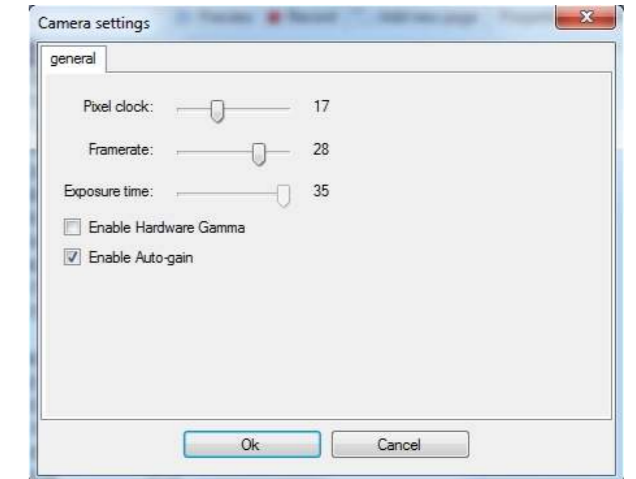 Camera settings
general
Pixel clock: 17
Framerate: 28
Exposure time: 35
Enable Hardware Gamma
Enable Auto-gain
Ok Cancel